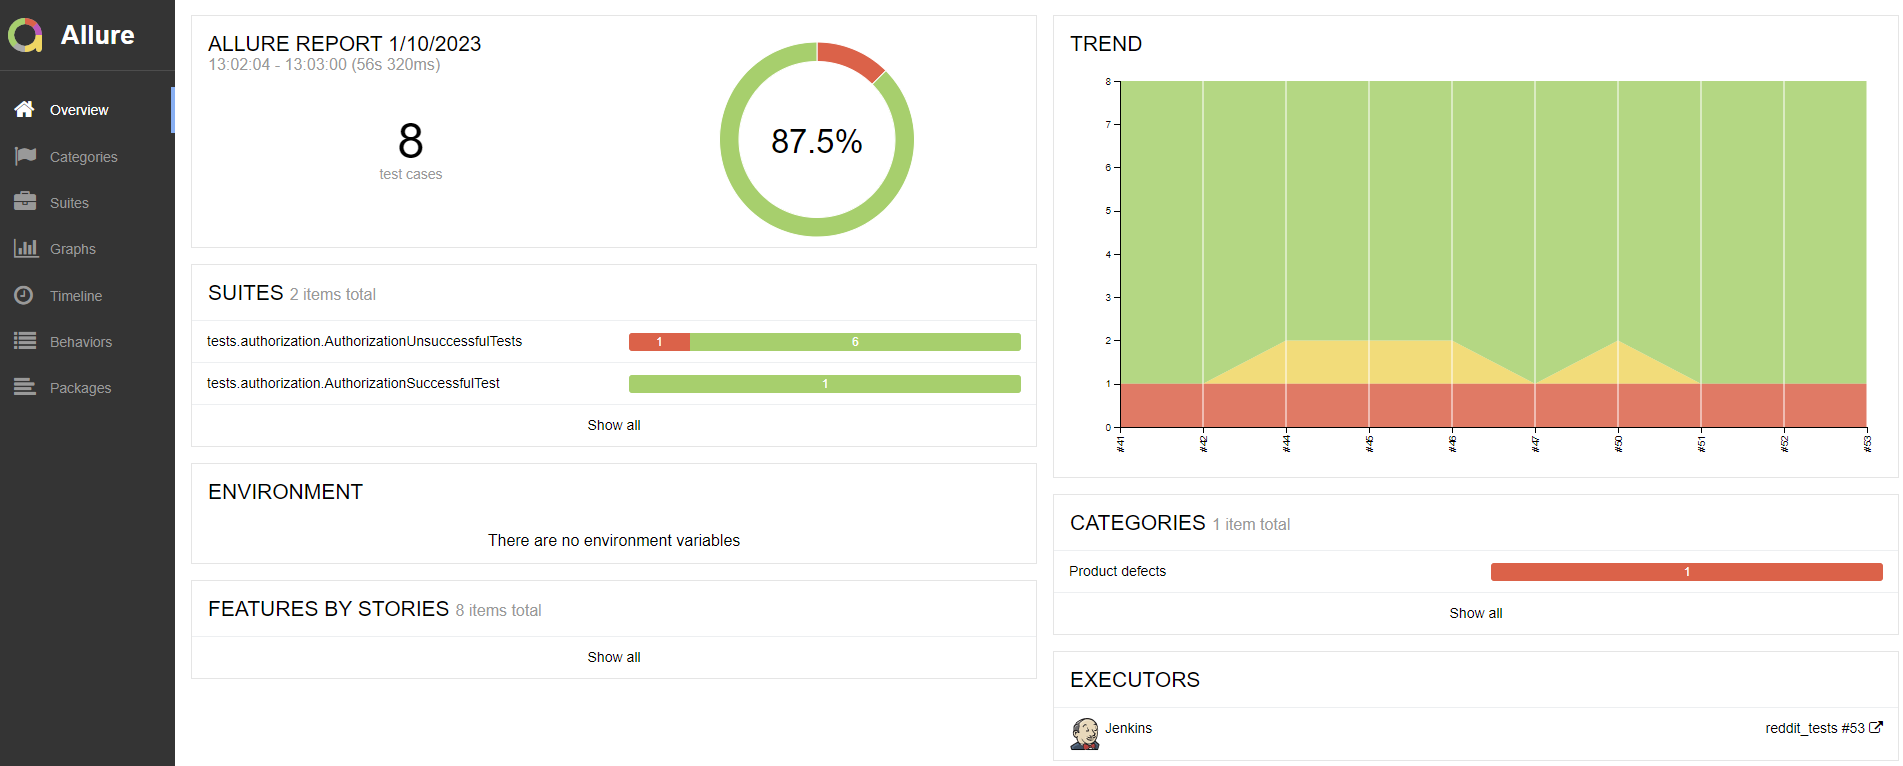 Allure
Overview
Categories
Suites
Graphs
Timeline
Behaviors
Packages
ALLURE REPORT 1/10/2023
13:02:04 - 13:03:00 (56s 320ms)
8
test cases
87.5%
SUITES 2 items total
tests.authorization.AuthorizationUnsuccessfulTests 1 6
tests.authorization.AuthorizationSuccessfulTest 1
Show all
ENVIRONMENT
There are no environment variables
FEATURES BY STORIES 8 items total
Show all
TREND
8
7
6
5
4
3
2
1
0
#41 #42 #44 #45 #46 #47 #50 #51 #52 #53
CATEGORIES 1 item total
Product defects 1
Show all
EXECUTORS
Jenkins reddit_tests #53